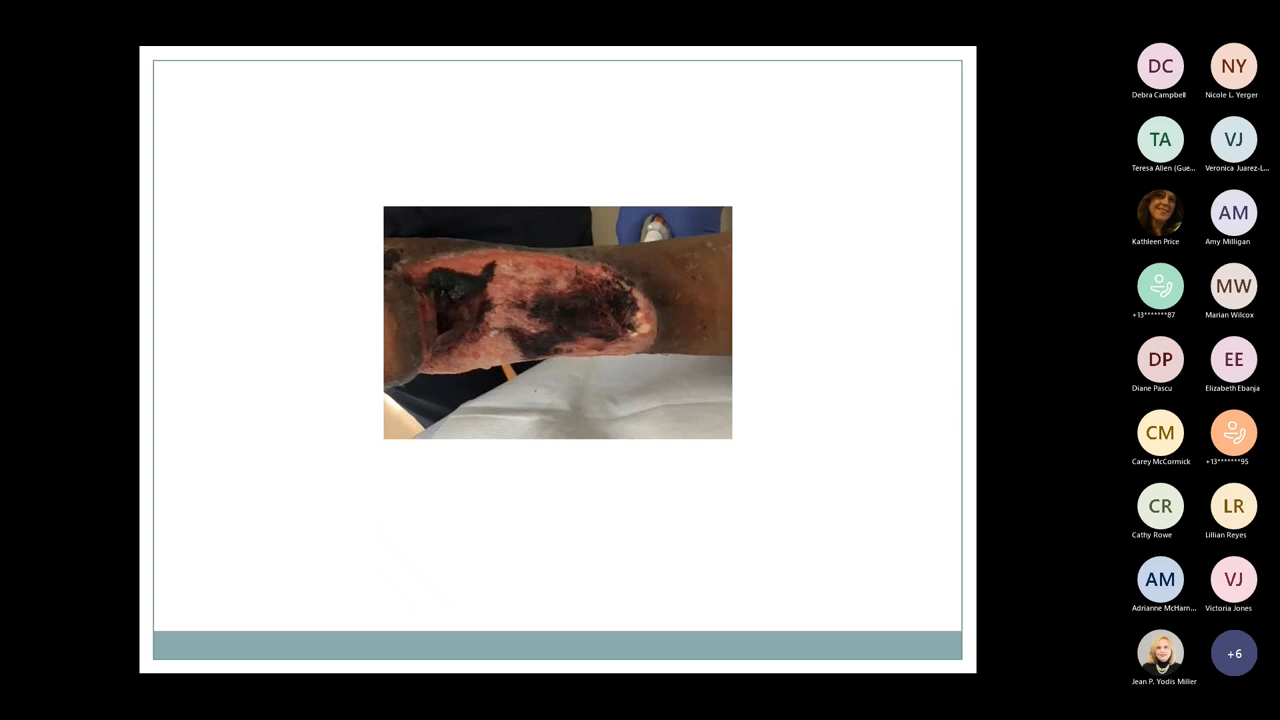 DC
NY
Debra Campbell
Nicole L. Yerger
TA
VJ
Teresa Allen (Gue...
Veronica Juarez-L...
AM
Kathleen Price
Amy Milligan
MW
+13*******87
Marian Wilcox
DP
EE
Diane Pascu
Elizabeth Ebanja
CM
Carey McCormick
+13*******95
CR
LR
Cathy Rowe
Lillian Reyes
AM
VJ
Adrianne McHarn...
Victoria Jones
+6
Jean P. Yodis Miller